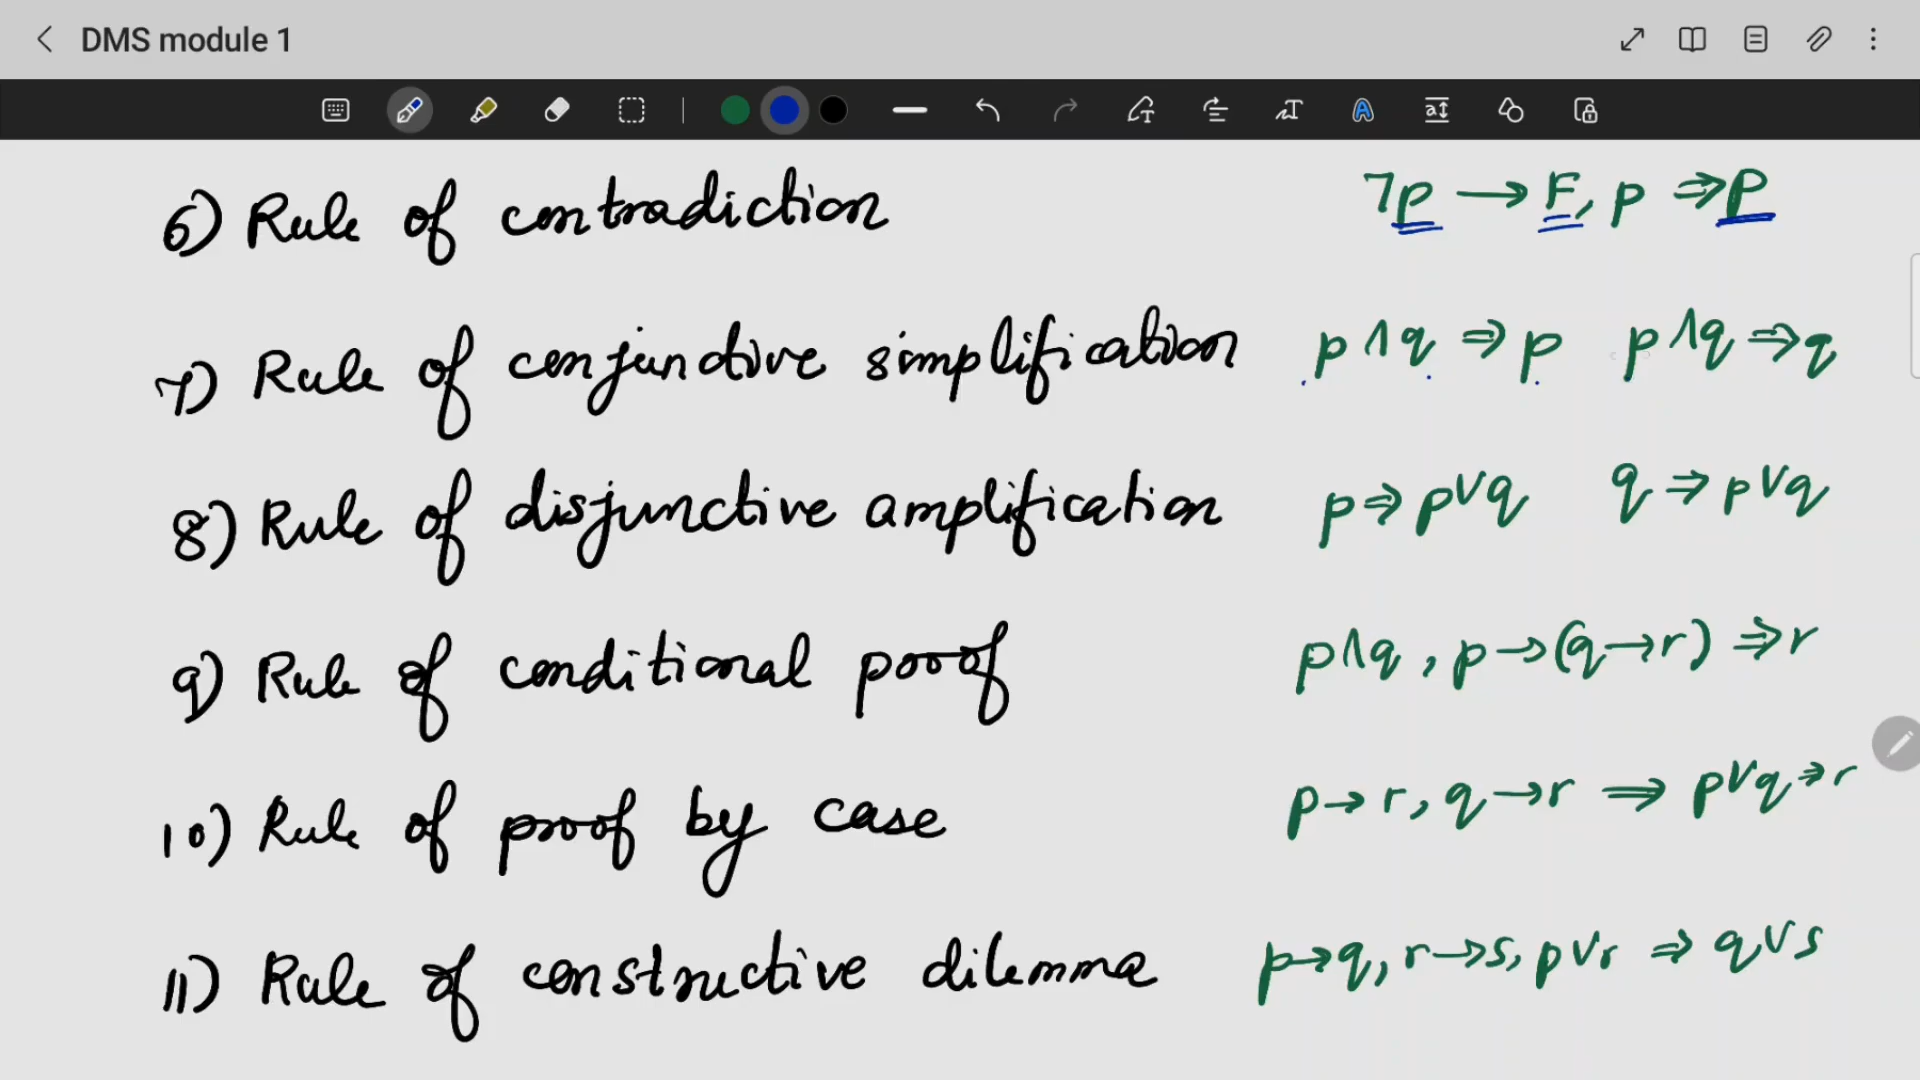 DMS module 1
6) Rule of contradiction ¬p → F, p ⇒ P
7) Rule of conjunctive simplification p ∧ q ⇒ p p ∧ q ⇒ q
8) Rule of disjunctive amplification p ⇒ p ∨ q q ⇒ p ∨ q
9) Rule of conditional proof p ∧ q , p → (q → r) ⇒ r
10) Rule of proof by case p → r, q → r ⇒ p ∨ q ⇒ r
11) Rule of constructive dilemma p → q, r → s, p ∨ r ⇒ q ∨ s